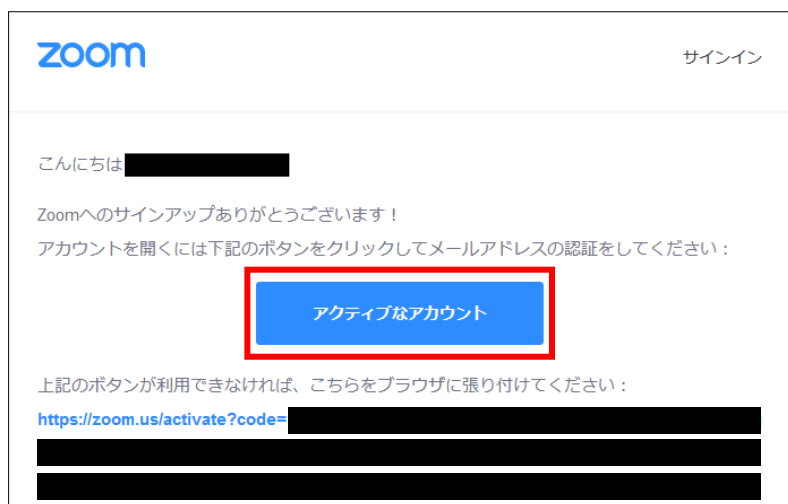 zoom
サインイン
こんにちは
Zoomへのサインアップありがとうございます！
アカウントを開くには下記のボタンをクリックしてメールアドレスの認証をしてください：
アクティブなアカウント
上記のボタンが利用できなければ、こちらをブラウザに張り付けてください：
https://zoom.us/activate?code=